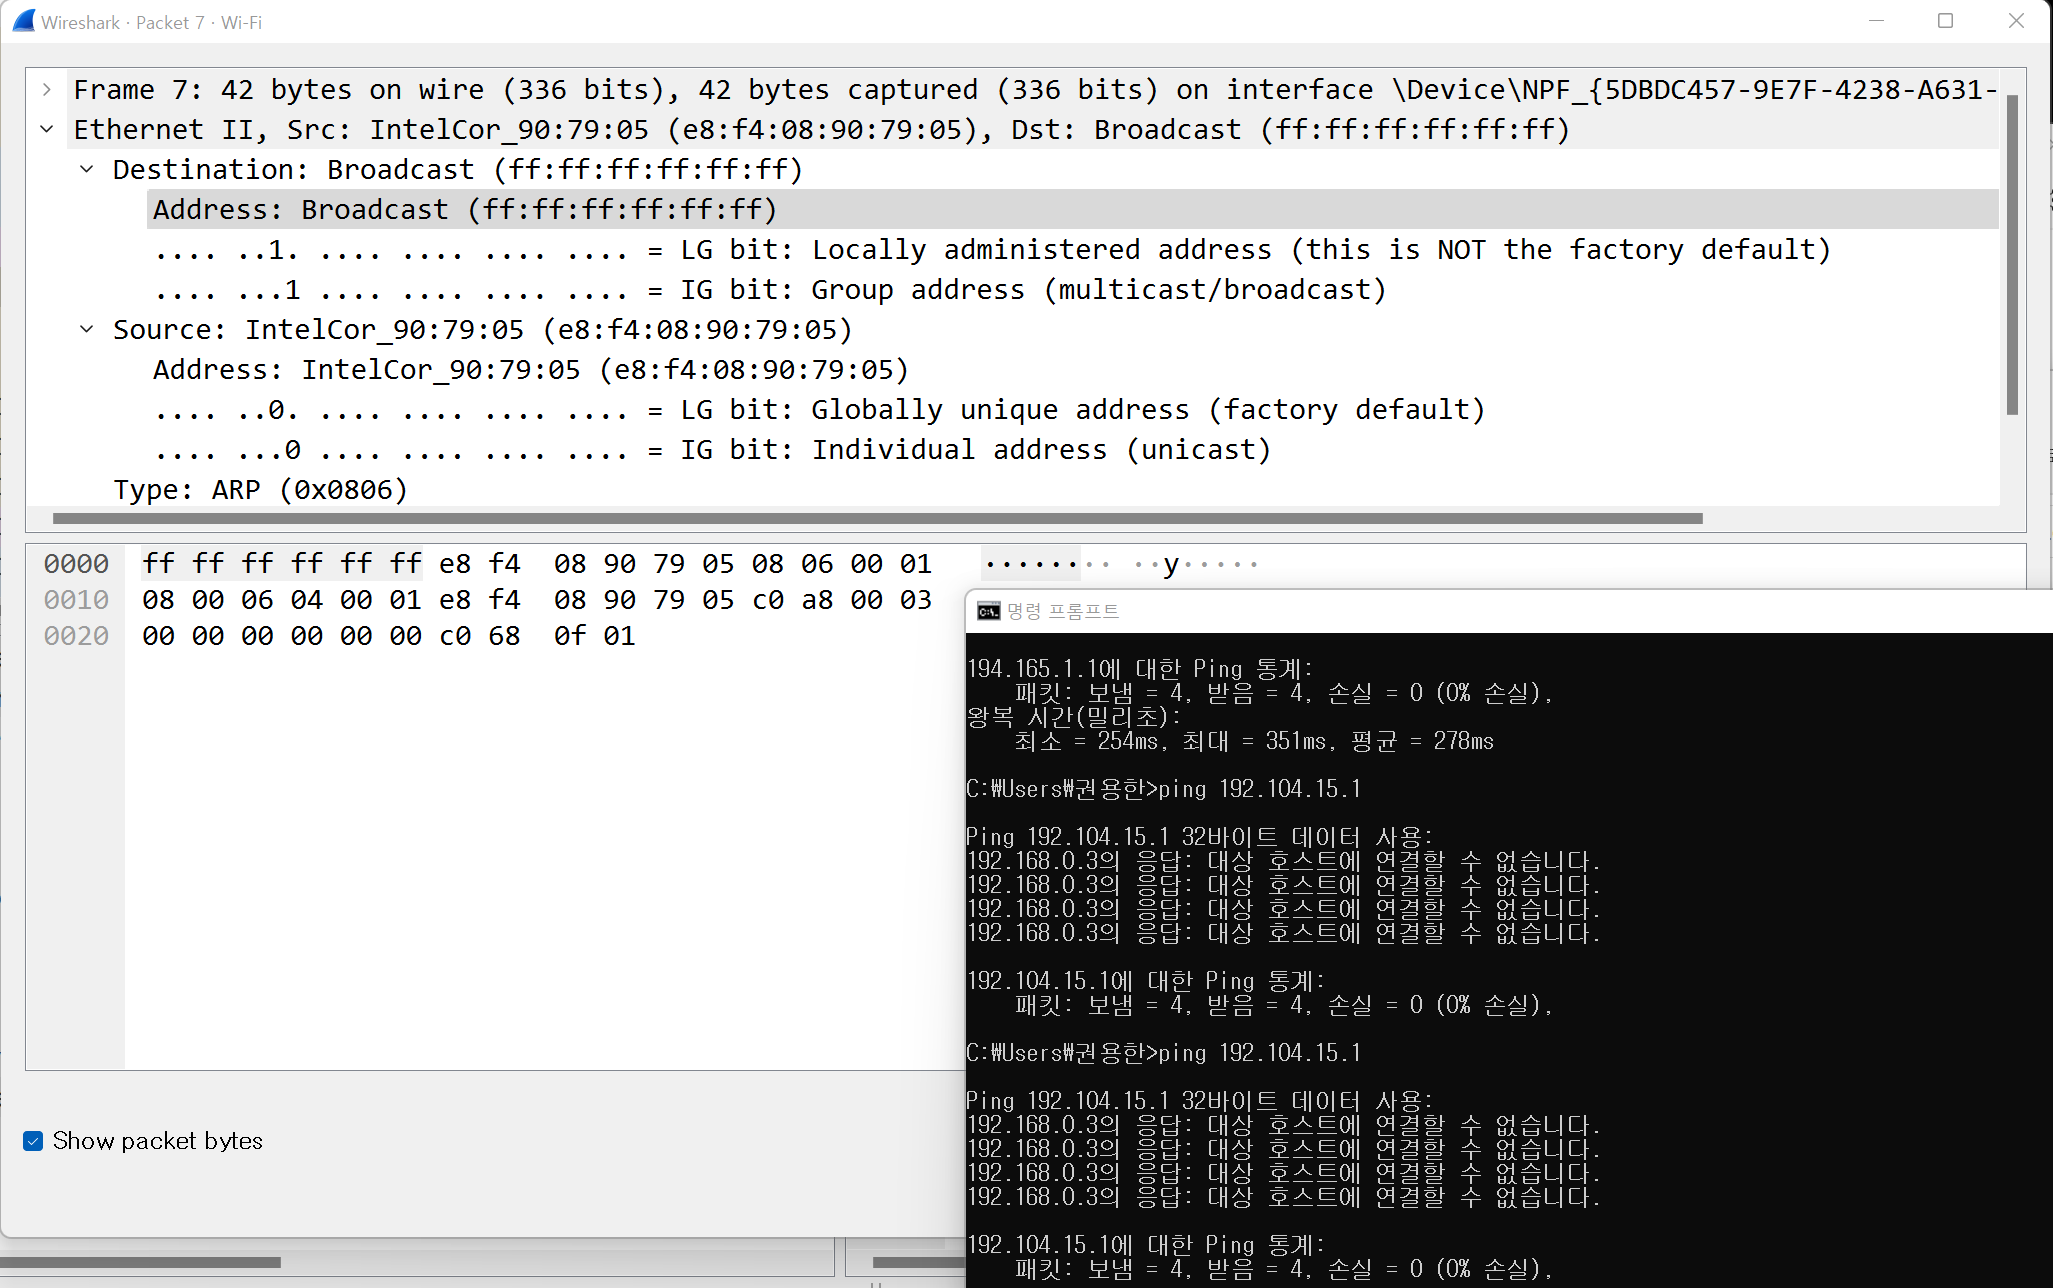 Wireshark · Packet 7 · Wi-Fi
Frame 7: 42 bytes on wire (336 bits), 42 bytes captured (336 bits) on interface \Device\NPF_{5DBDC457-9E7F-4238-A631-
Ethernet II, Src: IntelCor_90:79:05 (e8:f4:08:90:79:05), Dst: Broadcast (ff:ff:ff:ff:ff:ff)
Destination: Broadcast (ff:ff:ff:ff:ff:ff)
Address: Broadcast (ff:ff:ff:ff:ff:ff)
.... ..1. .... .... .... .... = LG bit: Locally administered address (this is NOT the factory default)
.... ...1 .... .... .... .... = IG bit: Group address (multicast/broadcast)
Source: IntelCor_90:79:05 (e8:f4:08:90:79:05)
Address: IntelCor_90:79:05 (e8:f4:08:90:79:05)
.... ..0. .... .... .... .... = LG bit: Globally unique address (factory default)
.... ...0 .... .... .... .... = IG bit: Individual address (unicast)
Type: ARP (0x0806)
0000 ff ff ff ff ff ff e8 f4 08 90 79 05 08 06 00 01 ········ ··y·····
0010 08 00 06 04 00 01 e8 f4 08 90 79 05 c0 a8 00 03
0020 00 00 00 00 00 00 c0 68 0f 01
Show packet bytes
명령 프롬프트
194.165.1.1에 대한 Ping 통계:
패킷: 보냄 = 4, 받음 = 4, 손실 = 0 (0% 손실),
왕복 시간(밀리초):
최소 = 254ms, 최대 = 351ms, 평균 = 278ms
C:₩Users₩권용한>ping 192.104.15.1
Ping 192.104.15.1 32바이트 데이터 사용:
192.168.0.3의 응답: 대상 호스트에 연결할 수 없습니다.
192.168.0.3의 응답: 대상 호스트에 연결할 수 없습니다.
192.168.0.3의 응답: 대상 호스트에 연결할 수 없습니다.
192.168.0.3의 응답: 대상 호스트에 연결할 수 없습니다.
192.104.15.1에 대한 Ping 통계:
패킷: 보냄 = 4, 받음 = 4, 손실 = 0 (0% 손실),
C:₩Users₩권용한>ping 192.104.15.1
Ping 192.104.15.1 32바이트 데이터 사용:
192.168.0.3의 응답: 대상 호스트에 연결할 수 없습니다.
192.168.0.3의 응답: 대상 호스트에 연결할 수 없습니다.
192.168.0.3의 응답: 대상 호스트에 연결할 수 없습니다.
192.168.0.3의 응답: 대상 호스트에 연결할 수 없습니다.
192.104.15.1에 대한 Ping 통계:
패킷: 보냄 = 4, 받음 = 4, 손실 = 0 (0% 손실),